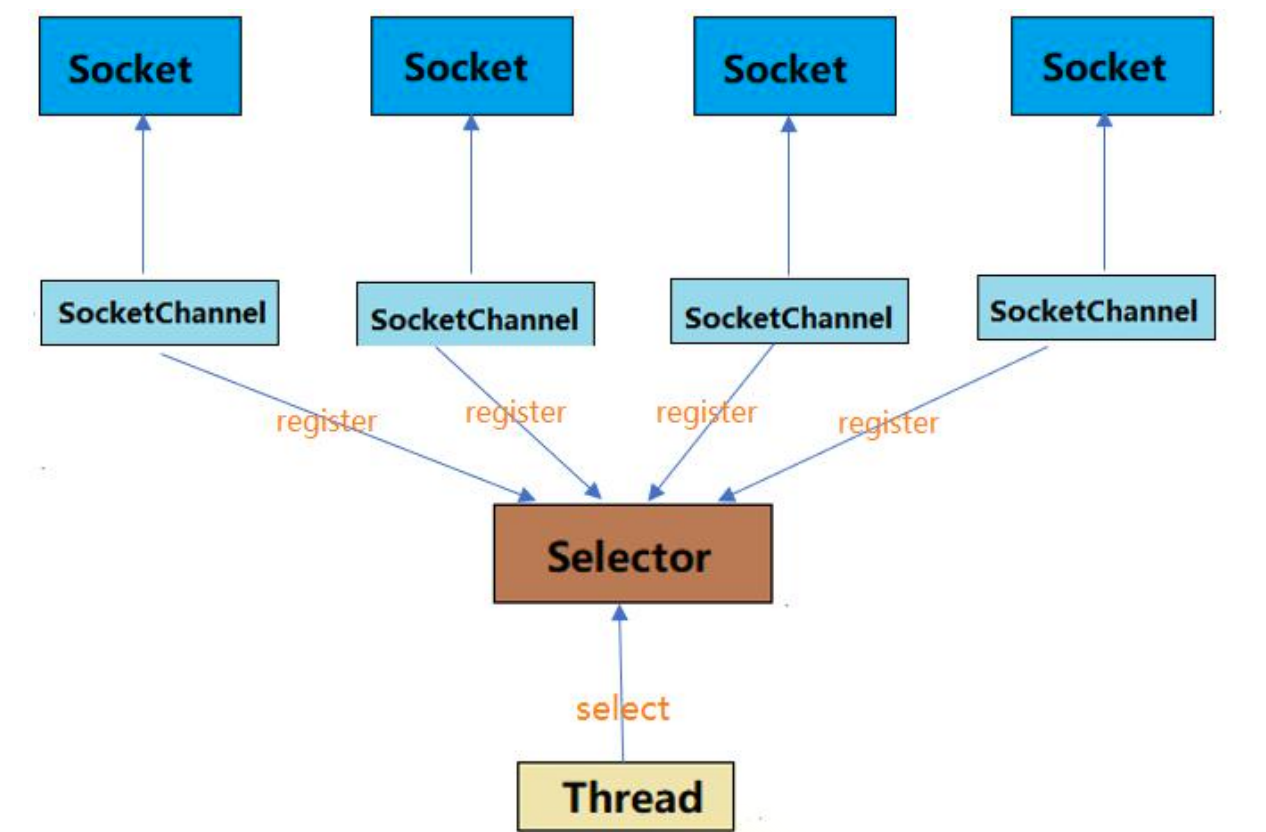 Socket
Socket
Socket
Socket
SocketChannel
SocketChannel
SocketChannel
SocketChannel
register
register
register
register
Selector
select
Thread